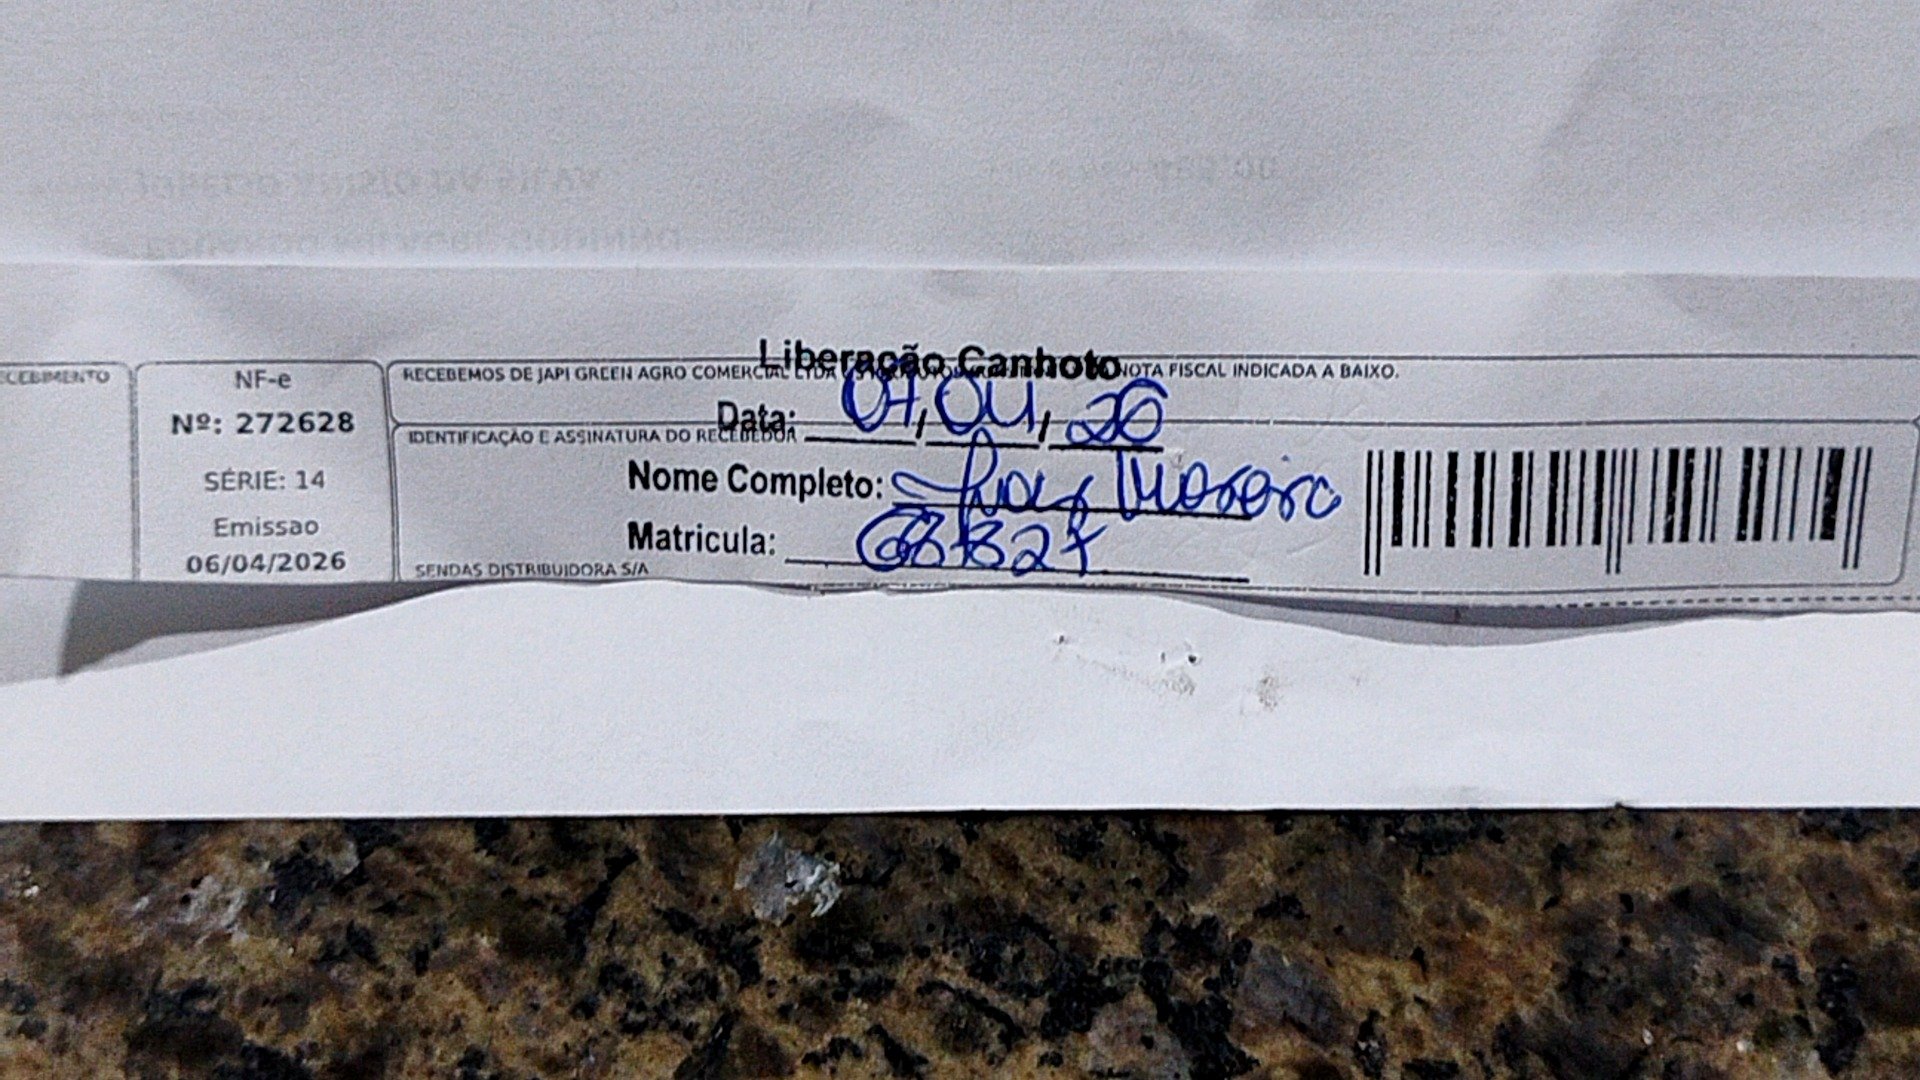 NF-e
Nº: 272628
SÉRIE: 14
Emissao
06/04/2026
RECEBEMOS DE JAPI GREEN AGRO COMERCIAL LTDA NOTA FISCAL INDICADA A BAIXO.
Liberação Canhoto
Data: 07, 04, 26
IDENTIFICAÇÃO E ASSINATURA DO RECEBEDOR
Nome Completo: Moreira
Matricula:
SENDAS DISTRIBUIDORA S/A